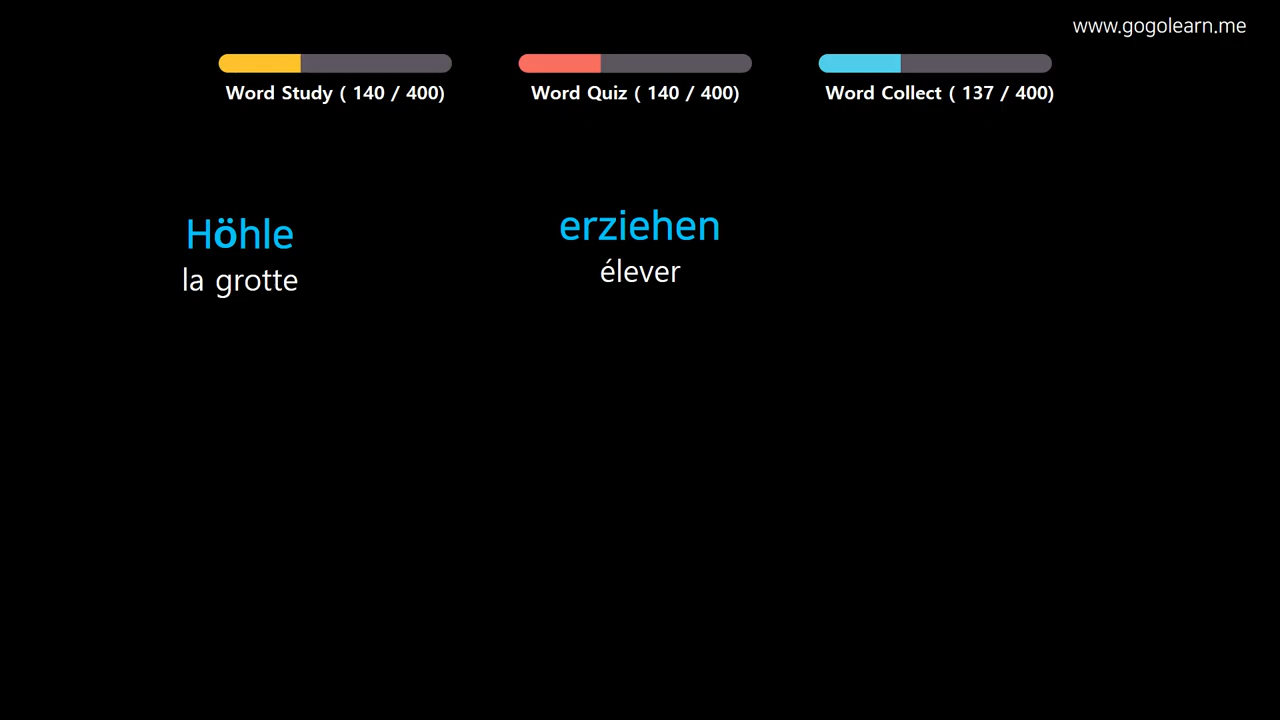 www.gogolearn.me
Word Study ( 140 / 400)
Word Quiz ( 140 / 400)
Word Collect ( 137 / 400)
Höhle
la grotte
erziehen
élever